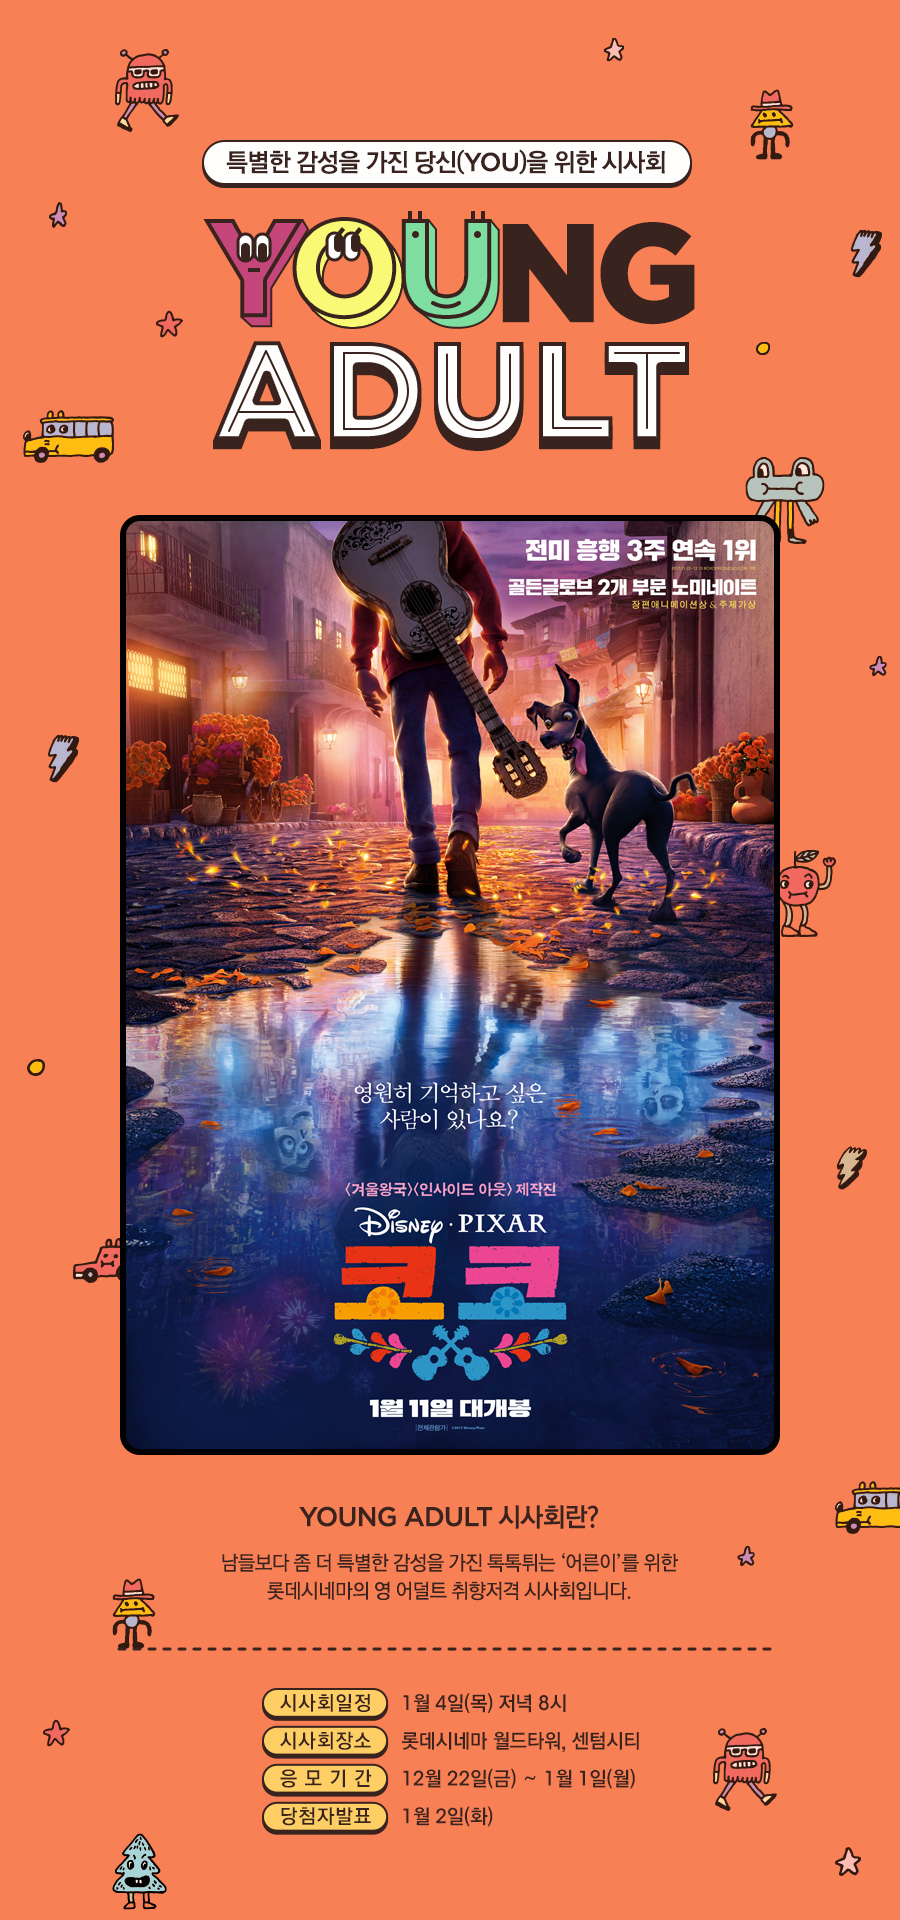 특별한 감성을 가진 당신(YOU)을 위한 시사회
YOUNG
ADULT
전미 흥행 3주 연속 1위
골든글로브 2개 부문 노미네이트
장편애니메이션상 & 주제가상
영원히 기억하고 싶은
사람이 있나요?
<겨울왕국><인사이드 아웃> 제작진
Disney · PIXAR
코코
1월 11일 대개봉
|전체관람가| ©2017 Disney/Pixar
YOUNG ADULT 시사회란?
남들보다 좀 더 특별한 감성을 가진 톡톡튀는 ‘어른이’를 위한
롯데시네마의 영 어덜트 취향저격 시사회입니다.
시사회일정 1월 4일(목) 저녁 8시
시사회장소 롯데시네마 월드타워, 센텀시티
응 모 기 간 12월 22일(금) ~ 1월 1일(월)
당첨자발표 1월 2일(화)